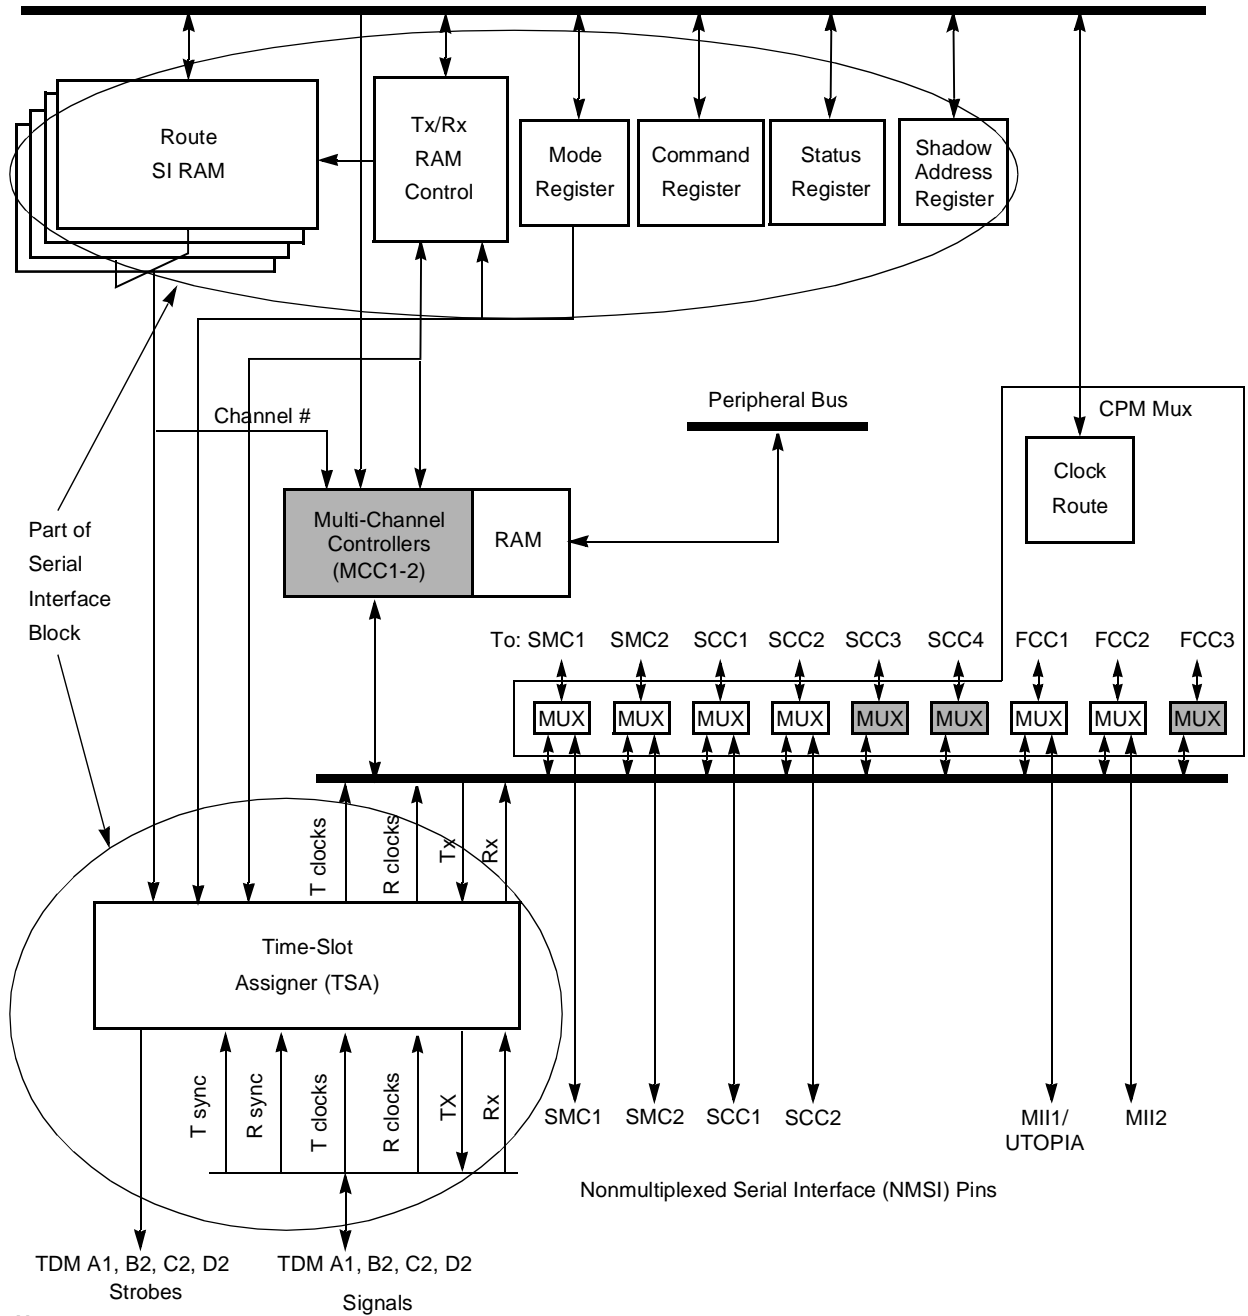 Route
SI RAM
Tx/Rx
RAM
Control
Mode
Register
Command
Register
Status
Register
Shadow
Address
Register
Channel #
Peripheral Bus
CPM Mux
Clock
Route
Multi-Channel
Controllers
(MCC1-2)
RAM
Part of
Serial
Interface
Block
To: SMC1
SMC2
SCC1
SCC2
SCC3
SCC4
FCC1
FCC2
FCC3
MUX
MUX
MUX
MUX
MUX
MUX
MUX
MUX
MUX
T clocks
R clocks
Tx
Rx
Time-Slot
Assigner (TSA)
T sync
R sync
T clocks
R clocks
TX
Rx
SMC1
SMC2
SCC1
SCC2
MII1/
UTOPIA
MII2
Nonmultiplexed Serial Interface (NMSI) Pins
TDM A1, B2, C2, D2
Strobes
TDM A1, B2, C2, D2
Signals